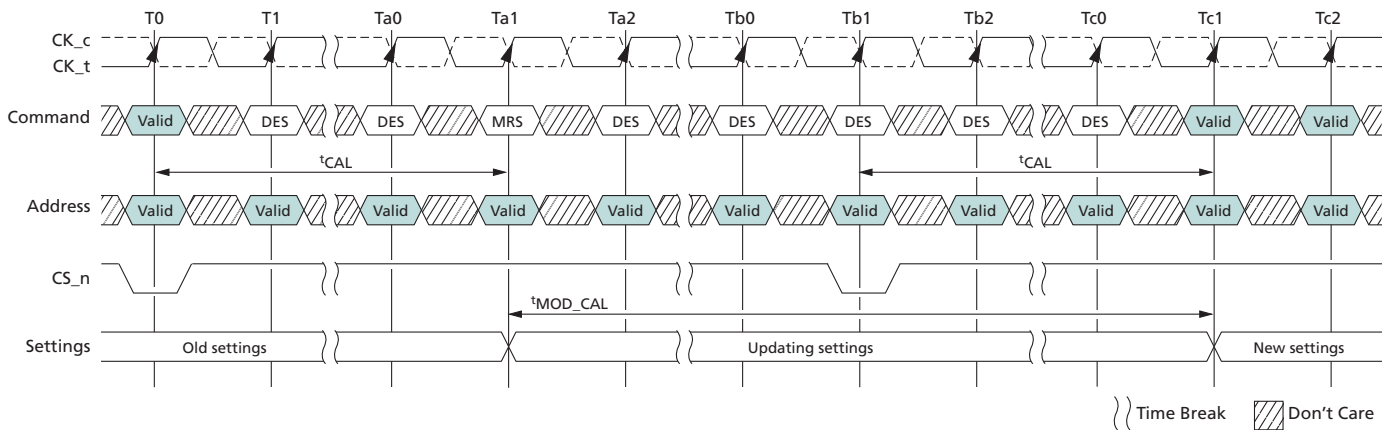 T0 T1 Ta0 Ta1 Ta2 Tb0 Tb1 Tb2 Tc0 Tc1 Tc2
CK_c
CK_t
Command Valid DES DES MRS DES DES DES DES DES Valid Valid
tCAL tCAL
Address Valid Valid Valid Valid Valid Valid Valid Valid Valid Valid Valid
CS_n
tMOD_CAL
Settings Old settings Updating settings New settings
Time Break Don't Care